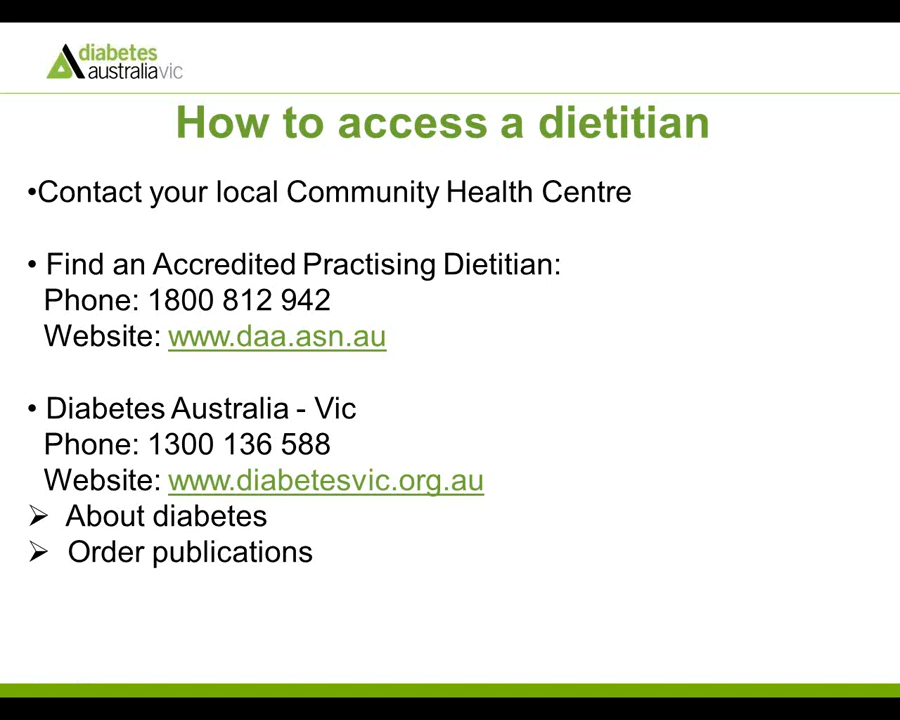 diabetes
australiavic
How to access a dietitian
•Contact your local Community Health Centre
• Find an Accredited Practising Dietitian:
Phone: 1800 812 942
Website: www.daa.asn.au
• Diabetes Australia - Vic
Phone: 1300 136 588
Website: www.diabetesvic.org.au
➢ About diabetes
➢ Order publications